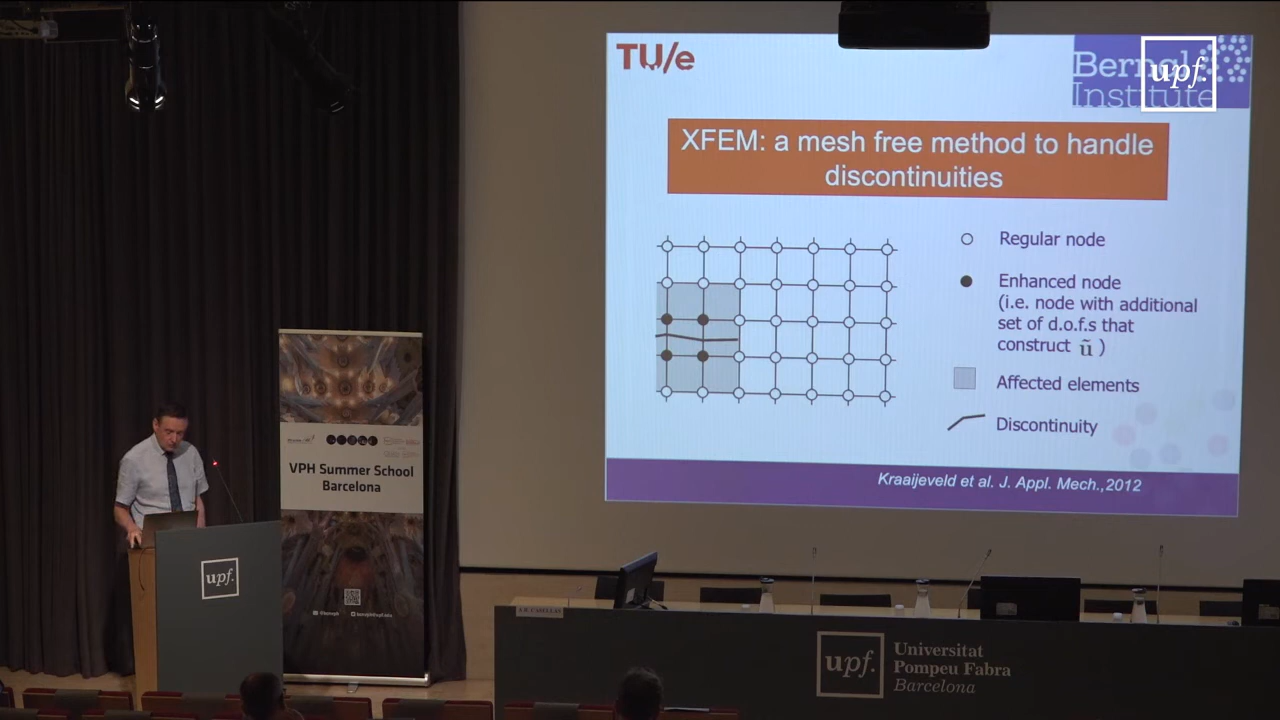 TU/e
Bernal
Institute
upf.
XFEM: a mesh free method to handle
discontinuities
Regular node
Enhanced node
(i.e. node with additional
set of d.o.f.s that
construct ũ )
Affected elements
Discontinuity
Kraaijeveld et al. J. Appl. Mech.,2012
VPH Summer School
Barcelona
upf.
upf.
Universitat
Pompeu Fabra
Barcelona